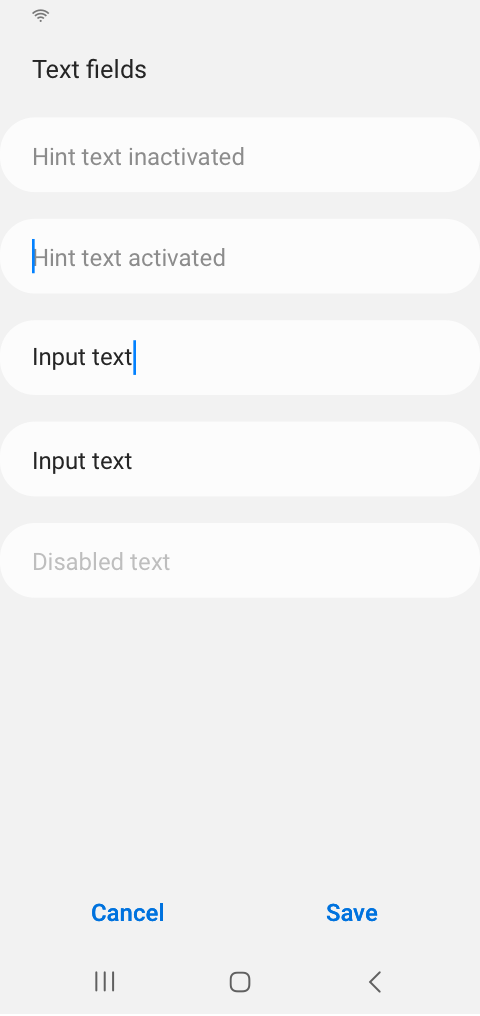 Text fields
Hint text inactivated
Hint text activated
Input text
Input text
Disabled text
Cancel Save